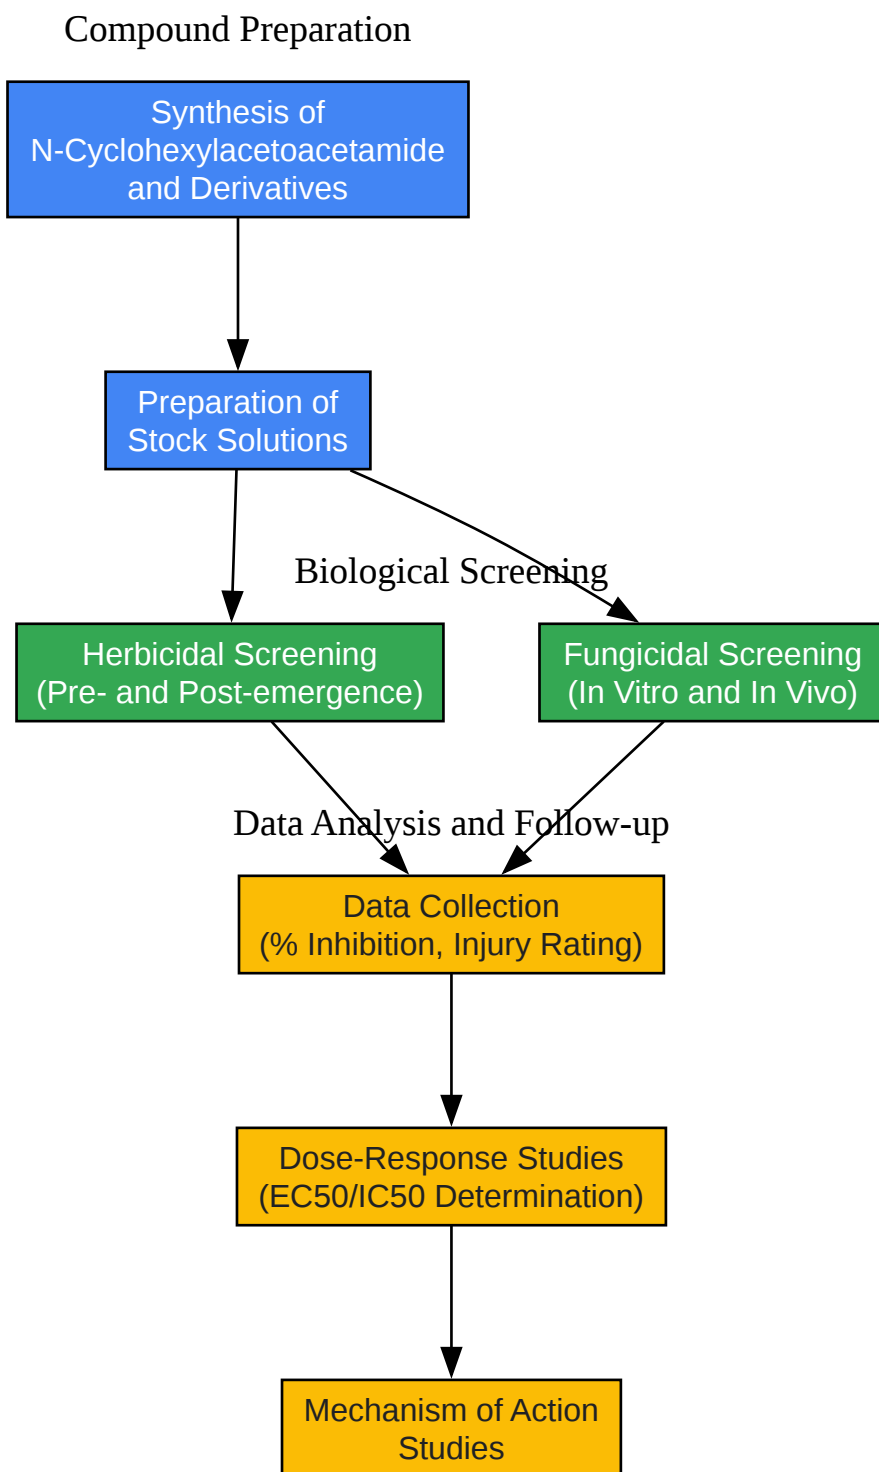 Compound Preparation
Synthesis of
N-Cyclohexylacetoacetamide
and Derivatives
Preparation of
Stock Solutions
Biological Screening
Herbicidal Screening
(Pre- and Post-emergence)
Fungicidal Screening
(In Vitro and In Vivo)
Data Analysis and Follow-up
Data Collection
(% Inhibition, Injury Rating)
Dose-Response Studies
(EC50/IC50 Determination)
Mechanism of Action
Studies